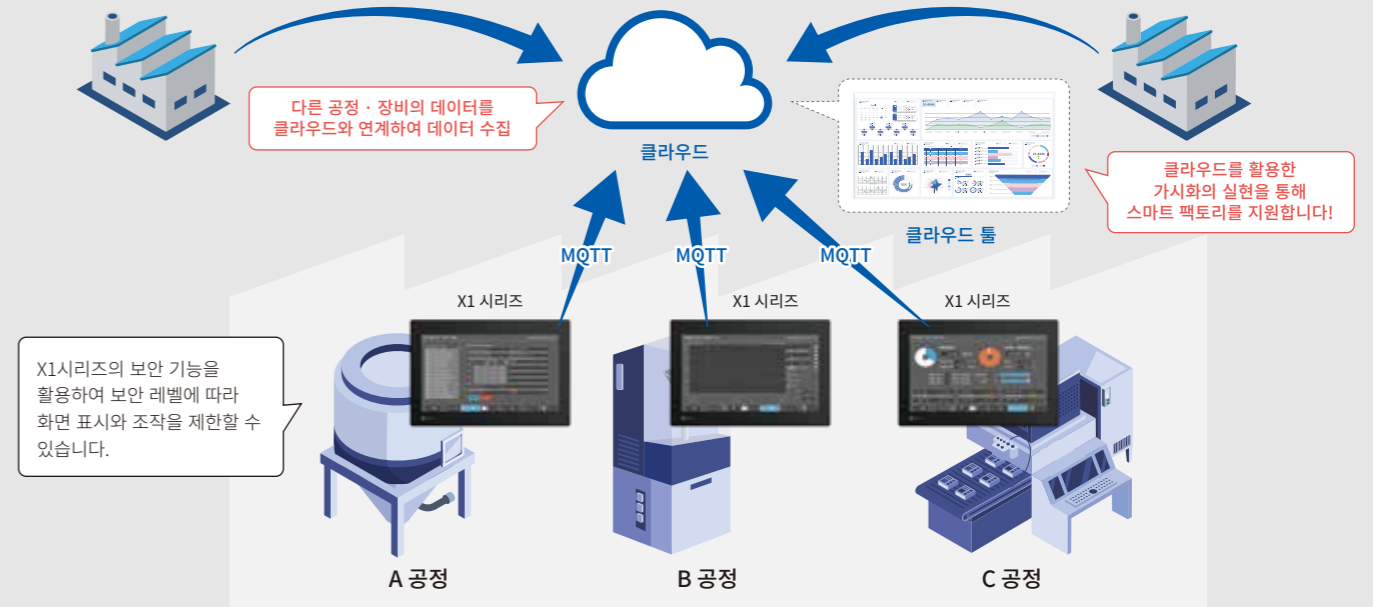 다른 공정 · 장비의 데이터를
클라우드와 연계하여 데이터 수집
클라우드
클라우드를 활용한
가시화의 실현을 통해
스마트 팩토리를 지원합니다!
클라우드 툴
MQTT
MQTT
MQTT
X1 시리즈
X1 시리즈
X1 시리즈
X1시리즈의 보안 기능을
활용하여 보안 레벨에 따라
화면 표시와 조작을 제한할 수
있습니다.
A 공정
B 공정
C 공정